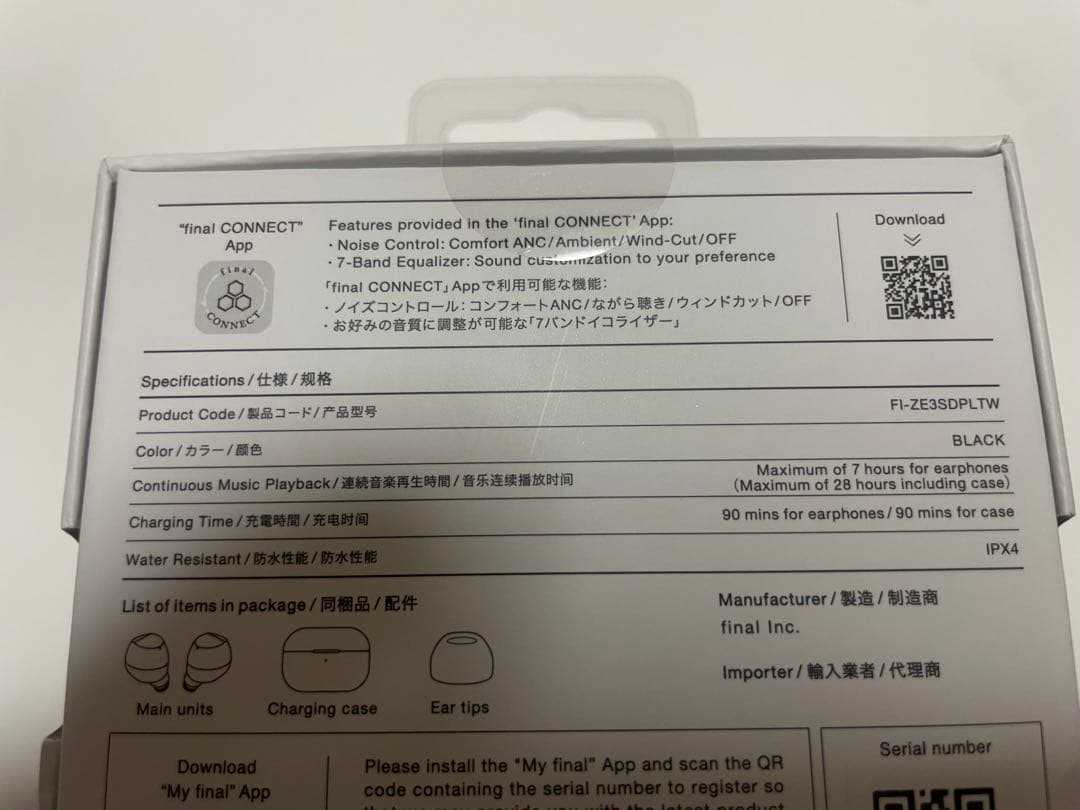 "final CONNECT"
App
final
CONNECT
Features provided in the 'final CONNECT' App:
・Noise Control: Comfort ANC/Ambient/Wind-Cut/OFF
・7-Band Equalizer: Sound customization to your preference
「final CONNECT」Appで利用可能な機能:
・ノイズコントロール: コンフォートANC/ながら聴き/ウィンドカット/OFF
・お好みの音質に調整が可能な「7バンドイコライザー」
Download
Specifications/仕様/规格
Product Code/製品コード/产品型号 FI-ZE3SDPLTW
Color/カラー/颜色 BLACK
Continuous Music Playback/連続音楽再生時間/音乐连续播放时间 Maximum of 7 hours for earphones
(Maximum of 28 hours including case)
Charging Time/充電時間/充电时间 90 mins for earphones/90 mins for case
Water Resistant/防水性能/防水性能 IPX4
List of items in package/同梱品/配件
Main units
Charging case
Ear tips
Manufacturer/製造/制造商
final Inc.
Importer/輸入業者/代理商
Download
"My final" App
Please install the "My final" App and scan the QR
code containing the serial number to register so
that we may provide you with the latest product
Serial number